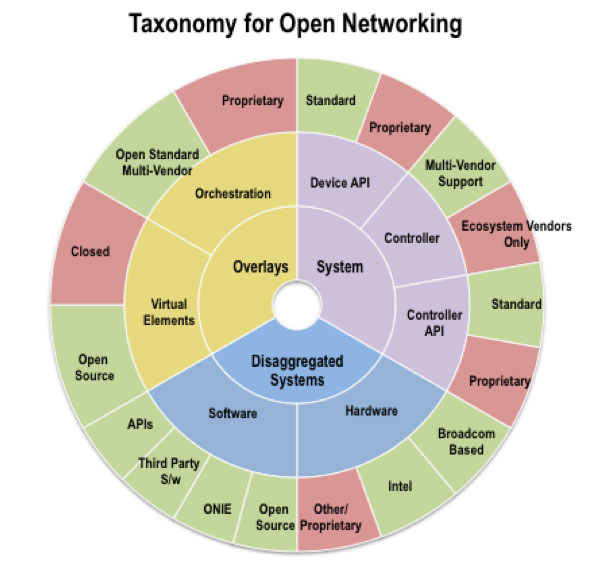 Taxonomy for Open Networking
Proprietary
Standard
Proprietary
Open Standard
Multi-Vendor
Multi-Vendor
Support
Orchestration
Device API
Ecosystem Vendors
Only
Closed
Controller
Overlays
System
Virtual
Elements
Controller
API
Standard
Open
Source
Disaggregated
Systems
Proprietary
Software
Hardware
APIs
Broadcom
Based
Third Party
S/w
Intel
ONIE
Open
Source
Other/
Proprietary